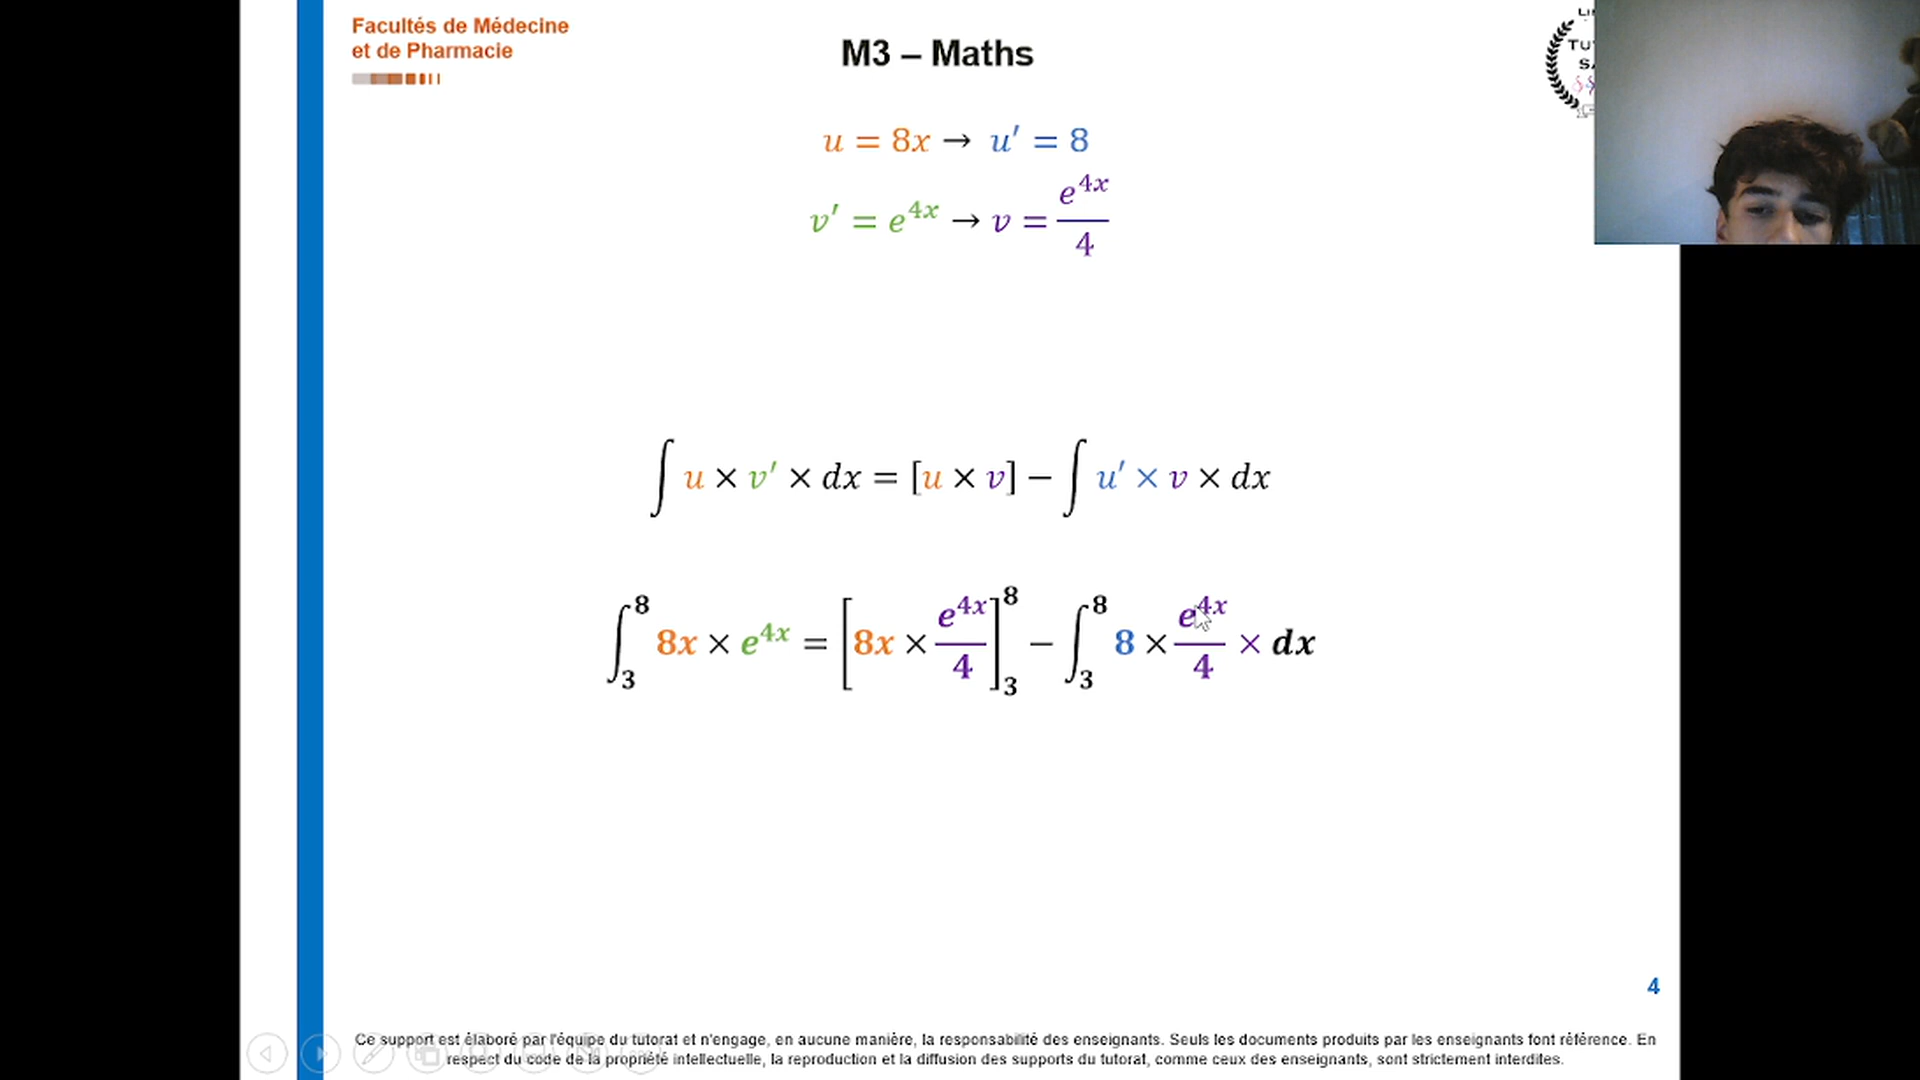 Facultés de Médecine
et de Pharmacie
M3 – Maths
TU
u = 8x → u′ = 8
v′ = e^{4x} → v = \frac{e^{4x}}{4}
∫ u × v′ × dx = [u × v] − ∫ u′ × v × dx
∫_3^8 8x × e^{4x} = [8x × \frac{e^{4x}}{4}]_3^8 − ∫_3^8 8 × \frac{e^{4x}}{4} × dx
4
Ce support est élaboré par l'équipe du tutorat et n'engage, en aucune manière, la responsabilité des enseignants. Seuls les documents produits par les enseignants font référence. En
respect du code de la propriété intellectuelle, la reproduction et la diffusion des supports du tutorat, comme ceux des enseignants, sont strictement interdites.